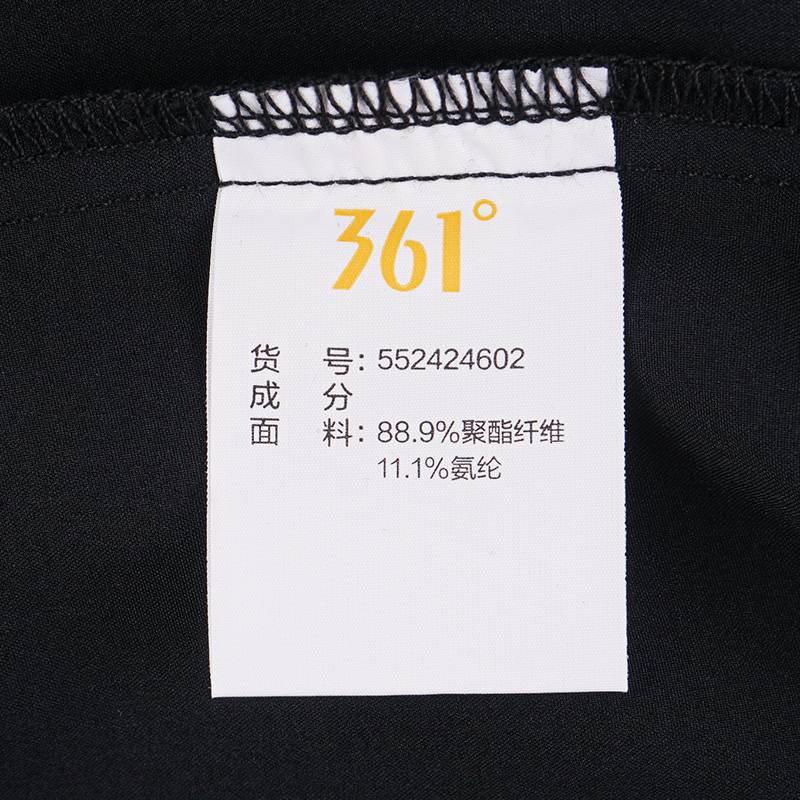 361°
货 号：552424602
成 分
面 料：88.9%聚酯纤维
11.1%氨纶